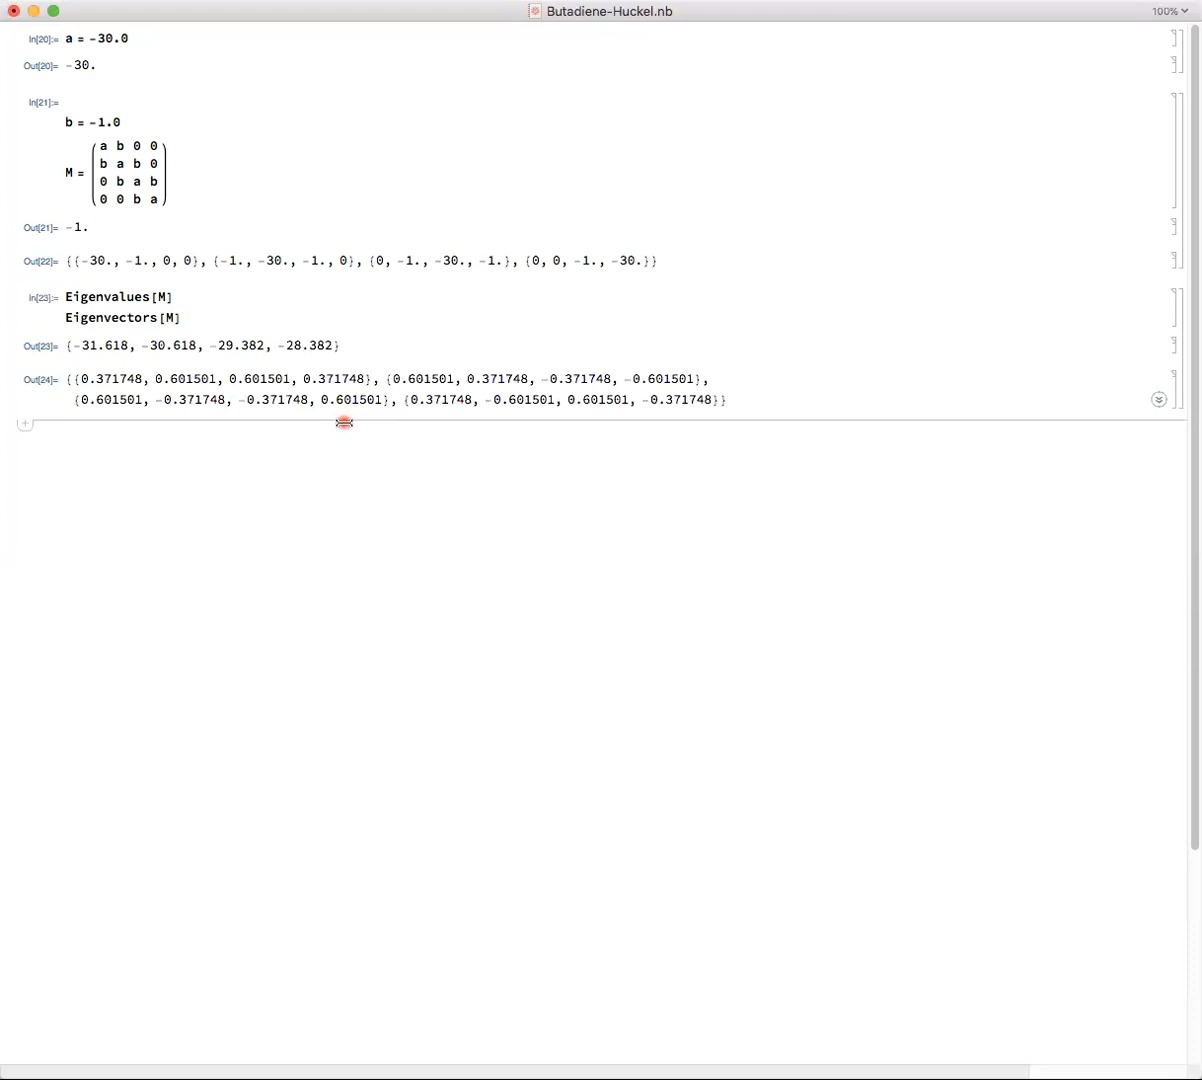 Butadiene-Huckel.nb
100%
In[20]:= a = -30.0
Out[20]= -30.
In[21]:=
b = -1.0
a b 0 0
b a b 0
M =
0 b a b
0 0 b a
Out[21]= -1.
Out[22]= {{-30., -1., 0, 0}, {-1., -30., -1., 0}, {0, -1., -30., -1.}, {0, 0, -1., -30.}}
In[23]:= Eigenvalues[M]
Eigenvectors[M]
Out[23]= {-31.618, -30.618, -29.382, -28.382}
Out[24]= {{0.371748, 0.601501, 0.601501, 0.371748}, {0.601501, 0.371748, -0.371748, -0.601501},
{0.601501, -0.371748, -0.371748, 0.601501}, {0.371748, -0.601501, 0.601501, -0.371748}}